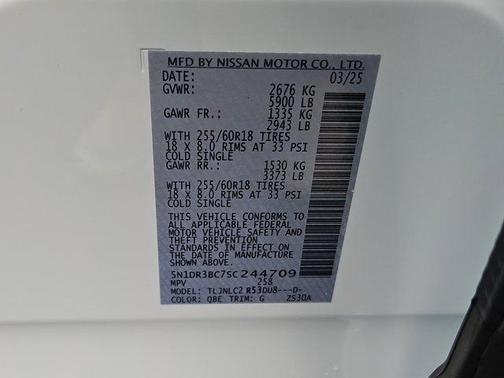 MFD BY NISSAN MOTOR CO., LTD.
DATE: 03/25
GVWR: 2676 KG
5900 LB
GAWR FR.: 1335 KG
2943 LB
WITH 255/60R18 TIRES
18 X 8.0 RIMS AT 33 PSI
COLD SINGLE
GAWR RR.: 1530 KG
3373 LB
WITH 255/60R18 TIRES
18 X 8.0 RIMS AT 33 PSI
COLD SINGLE
THIS VEHICLE CONFORMS TO
ALL APPLICABLE FEDERAL
MOTOR VEHICLE SAFETY AND
THEFT PREVENTION
STANDARDS IN EFFECT ON
THE DATE OF MANUFACTURE
SHOWN ABOVE.
5N1DR3BC7SC244709
MPV 258
MODEL: TLJNLC2 R53DU8---D-
COLOR: QBE TRIM: G ZS30A